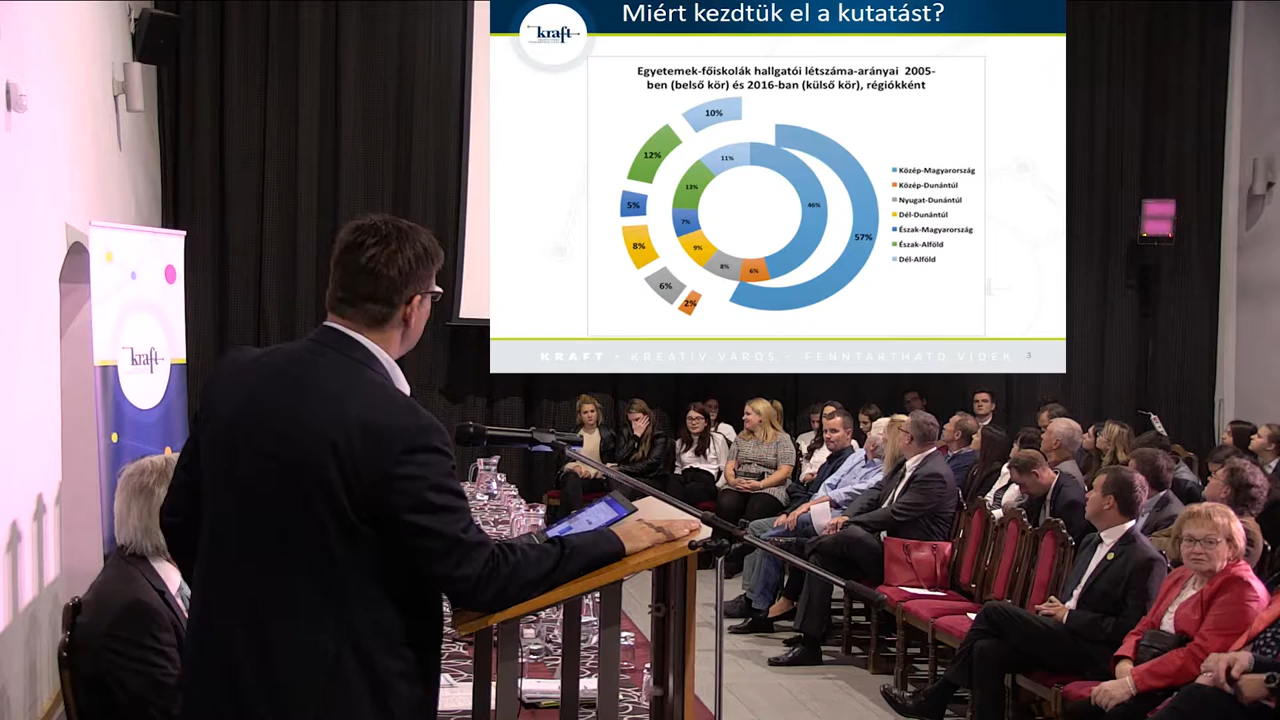 Miért kezdtük el a kutatást?
kraft
Egyetemek-főiskolák hallgatói létszáma-arányai 2005-
ben (belső kör) és 2016-ban (külső kör), régiókként
10%
12%
5%
8%
6%
2%
57%
11%
13%
7%
9%
8%
6%
46%
Közép-Magyarország
Közép-Dunántúl
Nyugat-Dunántúl
Dél-Dunántúl
Észak-Magyarország
Észak-Alföld
Dél-Alföld
KRAFT - KREATÍV VÁROS - FENNTARTHATÓ VIDÉK 3
kraft